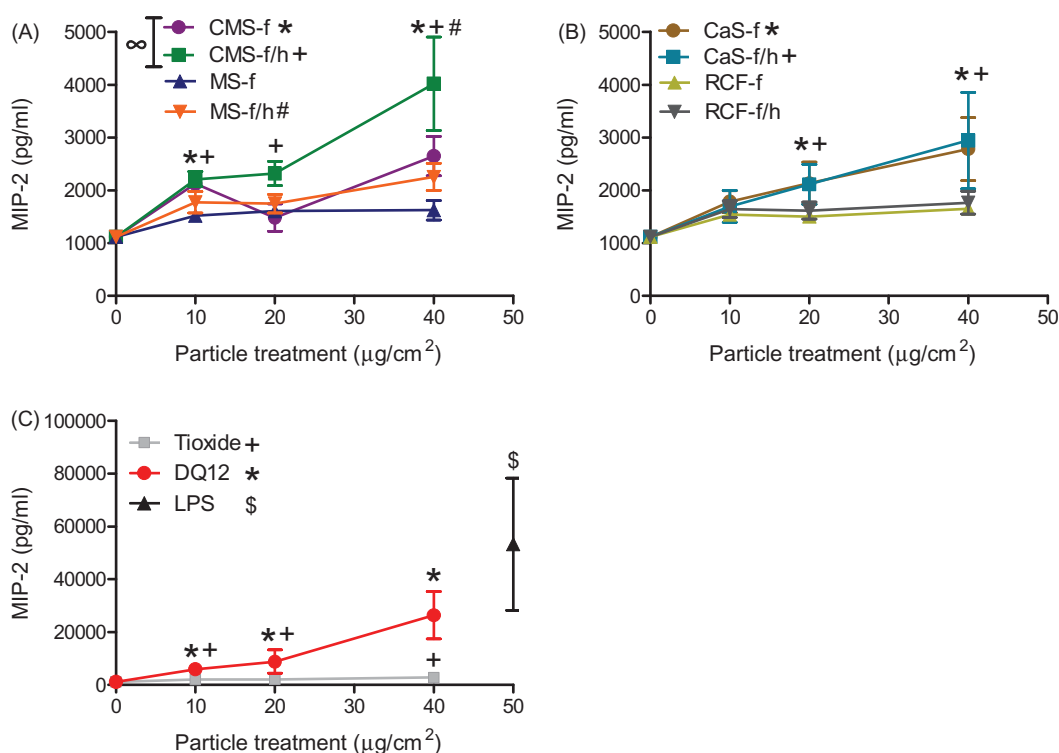 (A)
∞
CMS-f *
CMS-f/h +
MS-f
MS-f/h #
*+
+
*+ #
5000
4000
3000
2000
1000
0
MIP-2 (pg/ml)
0 10 20 30 40 50
Particle treatment (μg/cm²)
(B)
CaS-f *
CaS-f/h +
RCF-f
RCF-f/h
*+
*+
5000
4000
3000
2000
1000
0
MIP-2 (pg/ml)
0 10 20 30 40 50
Particle treatment (μg/cm²)
(C)
Tioxide +
DQ12 *
LPS $
*+
*+
*
+
$
100000
80000
60000
40000
20000
0
MIP-2 (pg/ml)
0 10 20 30 40 50
Particle treatment (μg/cm²)